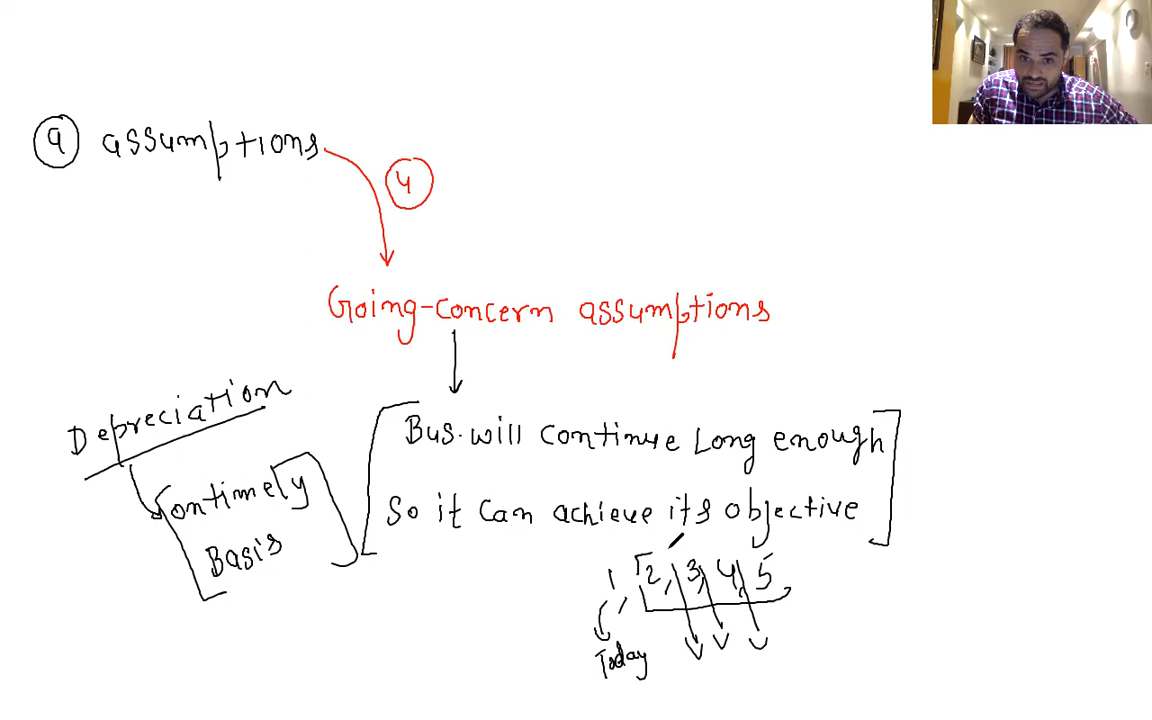 9 assumptions
4
Going-concern assumptions
Depreciation
ontimely
Basis
Bus. will continue Long enough
So it can achieve its objective
1, 2, 3, 4, 5
Today